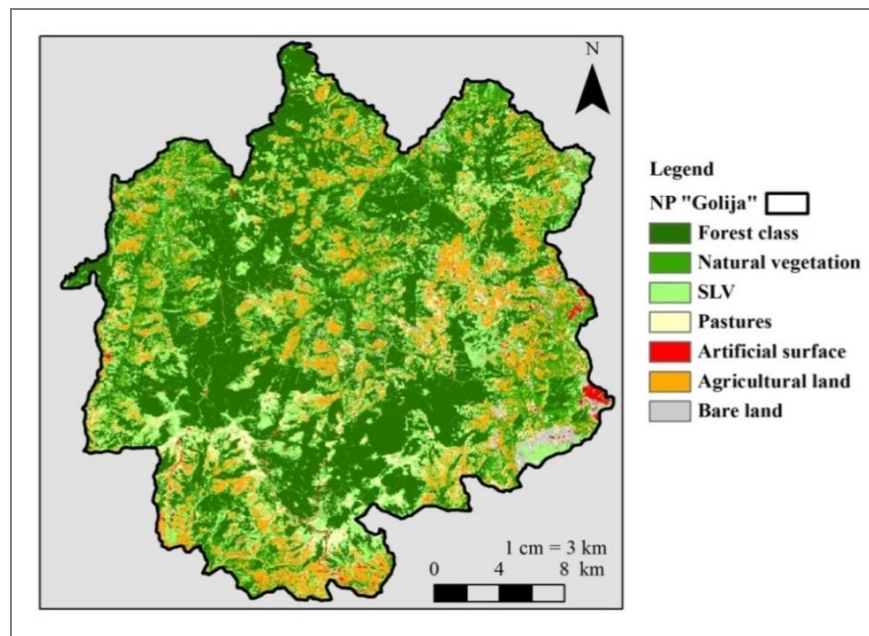 N
Legend
NP "Golija"
Forest class
Natural vegetation
SLV
Pastures
Artificial surface
Agricultural land
Bare land
1 cm = 3 km
0 4 8 km